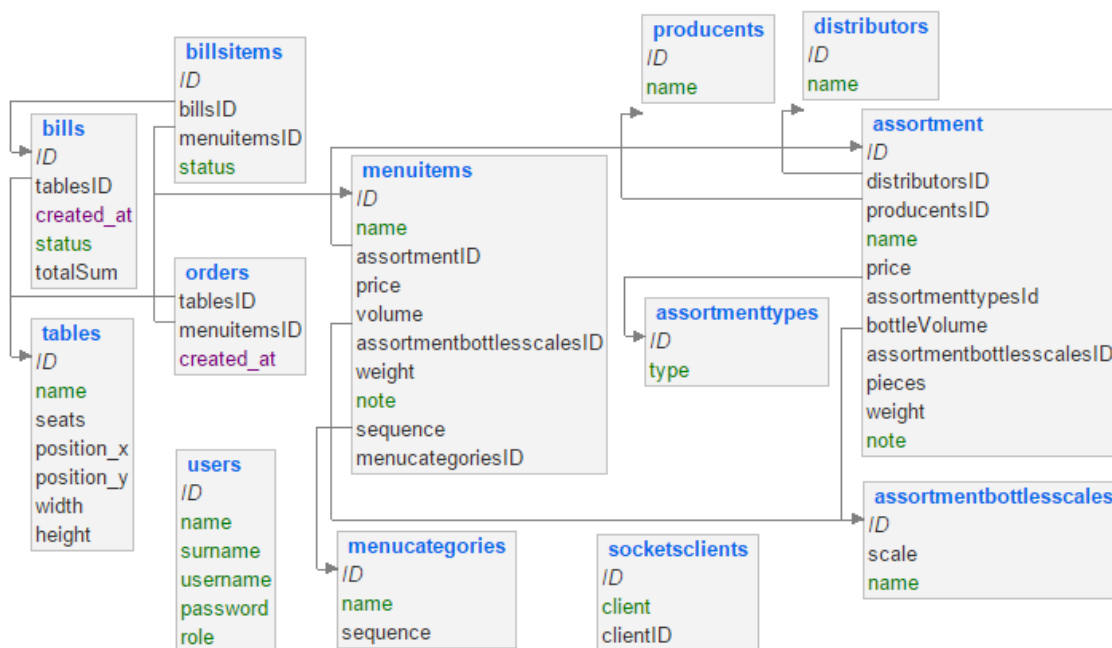 billsitems
ID
billsID
menuitemsID
status
bills
ID
tablesID
created_at
status
totalSum
orders
tablesID
menuitemsID
created_at
tables
ID
name
seats
position_x
position_y
width
height
users
ID
name
surname
username
password
role
menuitems
ID
name
assortmentID
price
volume
assortmentbottlesscalesID
weight
note
sequence
menucategoriesID
menucategories
ID
name
sequence
producents
ID
name
distributors
ID
name
assortment
ID
distributorsID
producentsID
name
price
assortmenttypesId
bottleVolume
assortmentbottlesscalesID
pieces
weight
note
assortmenttypes
ID
type
socketsclients
ID
client
clientID
assortmentbottlesscales
ID
scale
name